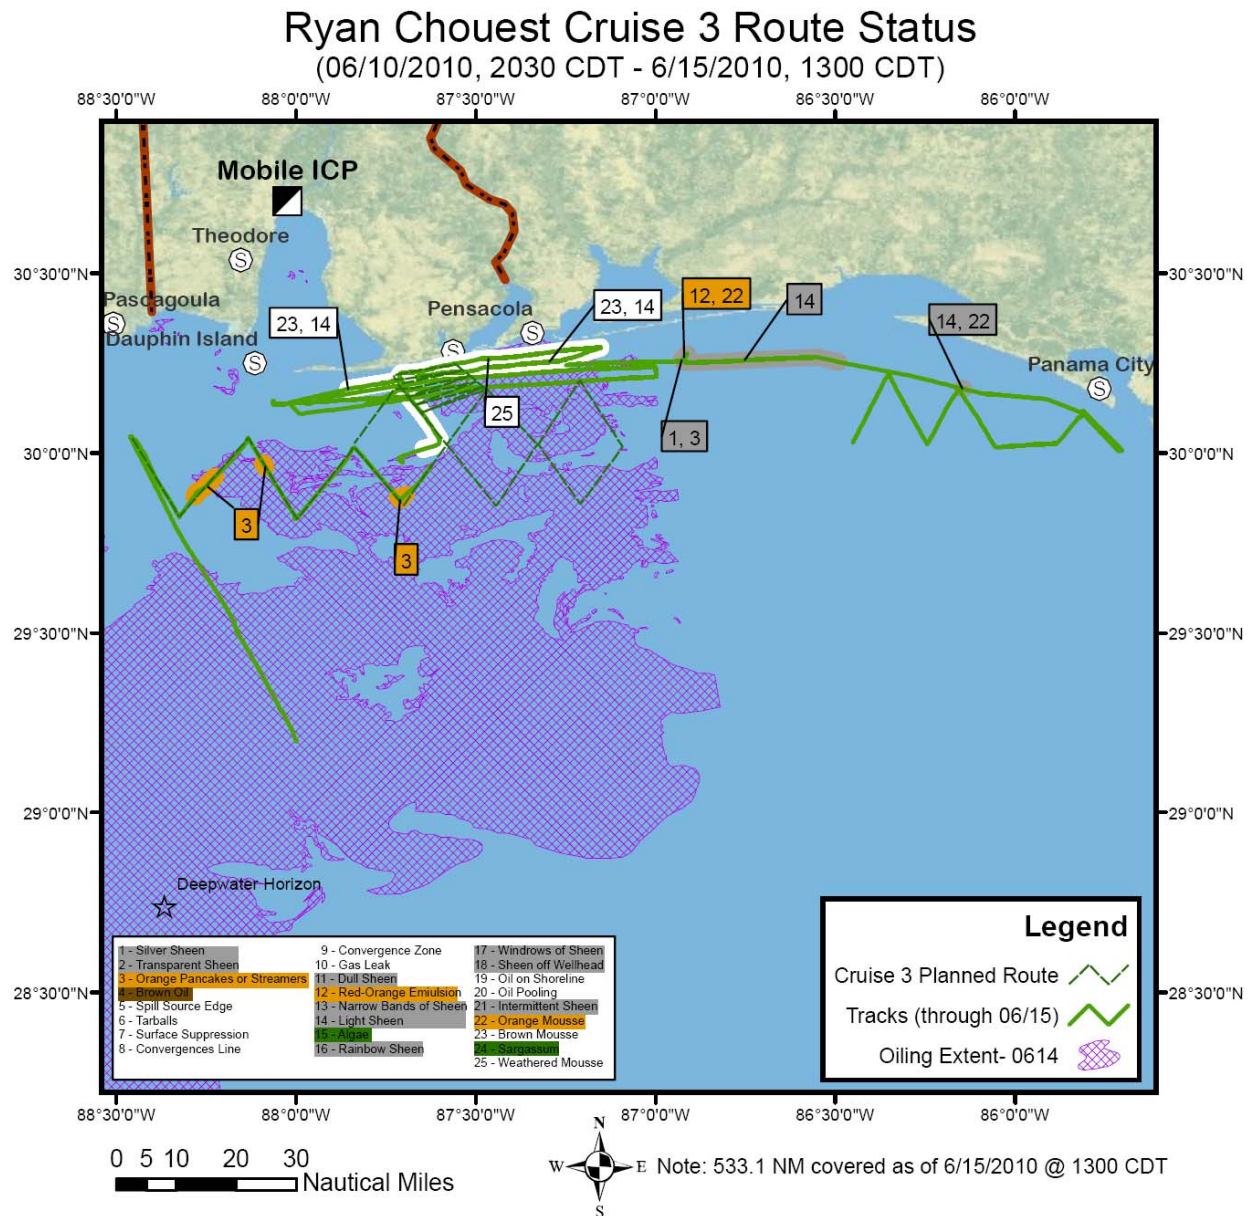 Ryan Chouest Cruise 3 Route Status
(06/10/2010, 2030 CDT - 6/15/2010, 1300 CDT)
88°30'0"W 88°0'0"W 87°30'0"W 87°0'0"W 86°30'0"W 86°0'0"W
Mobile ICP
Theodore
S
30°30'0"N 30°30'0"N
Pascagoula
S
Dauphin Island
S
Pensacola
S
S
23, 14
23, 14
12, 22
14
14, 22
Panama City
S
25
1, 3
30°0'0"N 30°0'0"N
3
3
29°30'0"N 29°30'0"N
29°0'0"N 29°0'0"N
Deepwater Horizon
28°30'0"N 28°30'0"N
1 - Silver Sheen
2 - Transparent Sheen
3 - Orange Pancakes or Streamers
4 - Brown Oil
5 - Spill Source Edge
6 - Tarballs
7 - Surface Suppression
8 - Convergences Line
9 - Convergence Zone
10 - Gas Leak
11 - Dull Sheen
12 - Red-Orange Emiulsion
13 - Narrow Bands of Sheen
14 - Light Sheen
15 - Algae
16 - Rainbow Sheen
17 - Windrows of Sheen
18 - Sheen off Wellhead
19 - Oil on Shoreline
20 - Oil Pooling
21 - Intermittent Sheen
22 - Orange Mousse
23 - Brown Mousse
24 - Sargassum
25 - Weathered Mousse
Legend
Cruise 3 Planned Route
Tracks (through 06/15)
Oiling Extent- 0614
88°30'0"W 88°0'0"W 87°30'0"W 87°0'0"W 86°30'0"W 86°0'0"W
0 5 10 20 30
Nautical Miles
N
W E
S
Note: 533.1 NM covered as of 6/15/2010 @ 1300 CDT